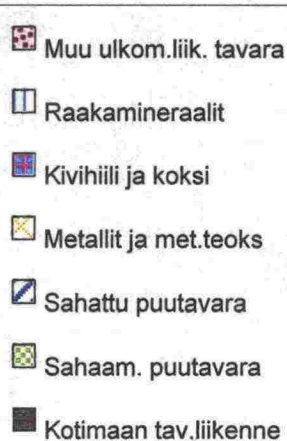 Muu ulkom.liik. tavara
Raakamineraalit
Kivihiili ja koksi
Metallit ja met.teoks
Sahattu puutavara
Sahaam. puutavara
Kotimaan tav.liikenne